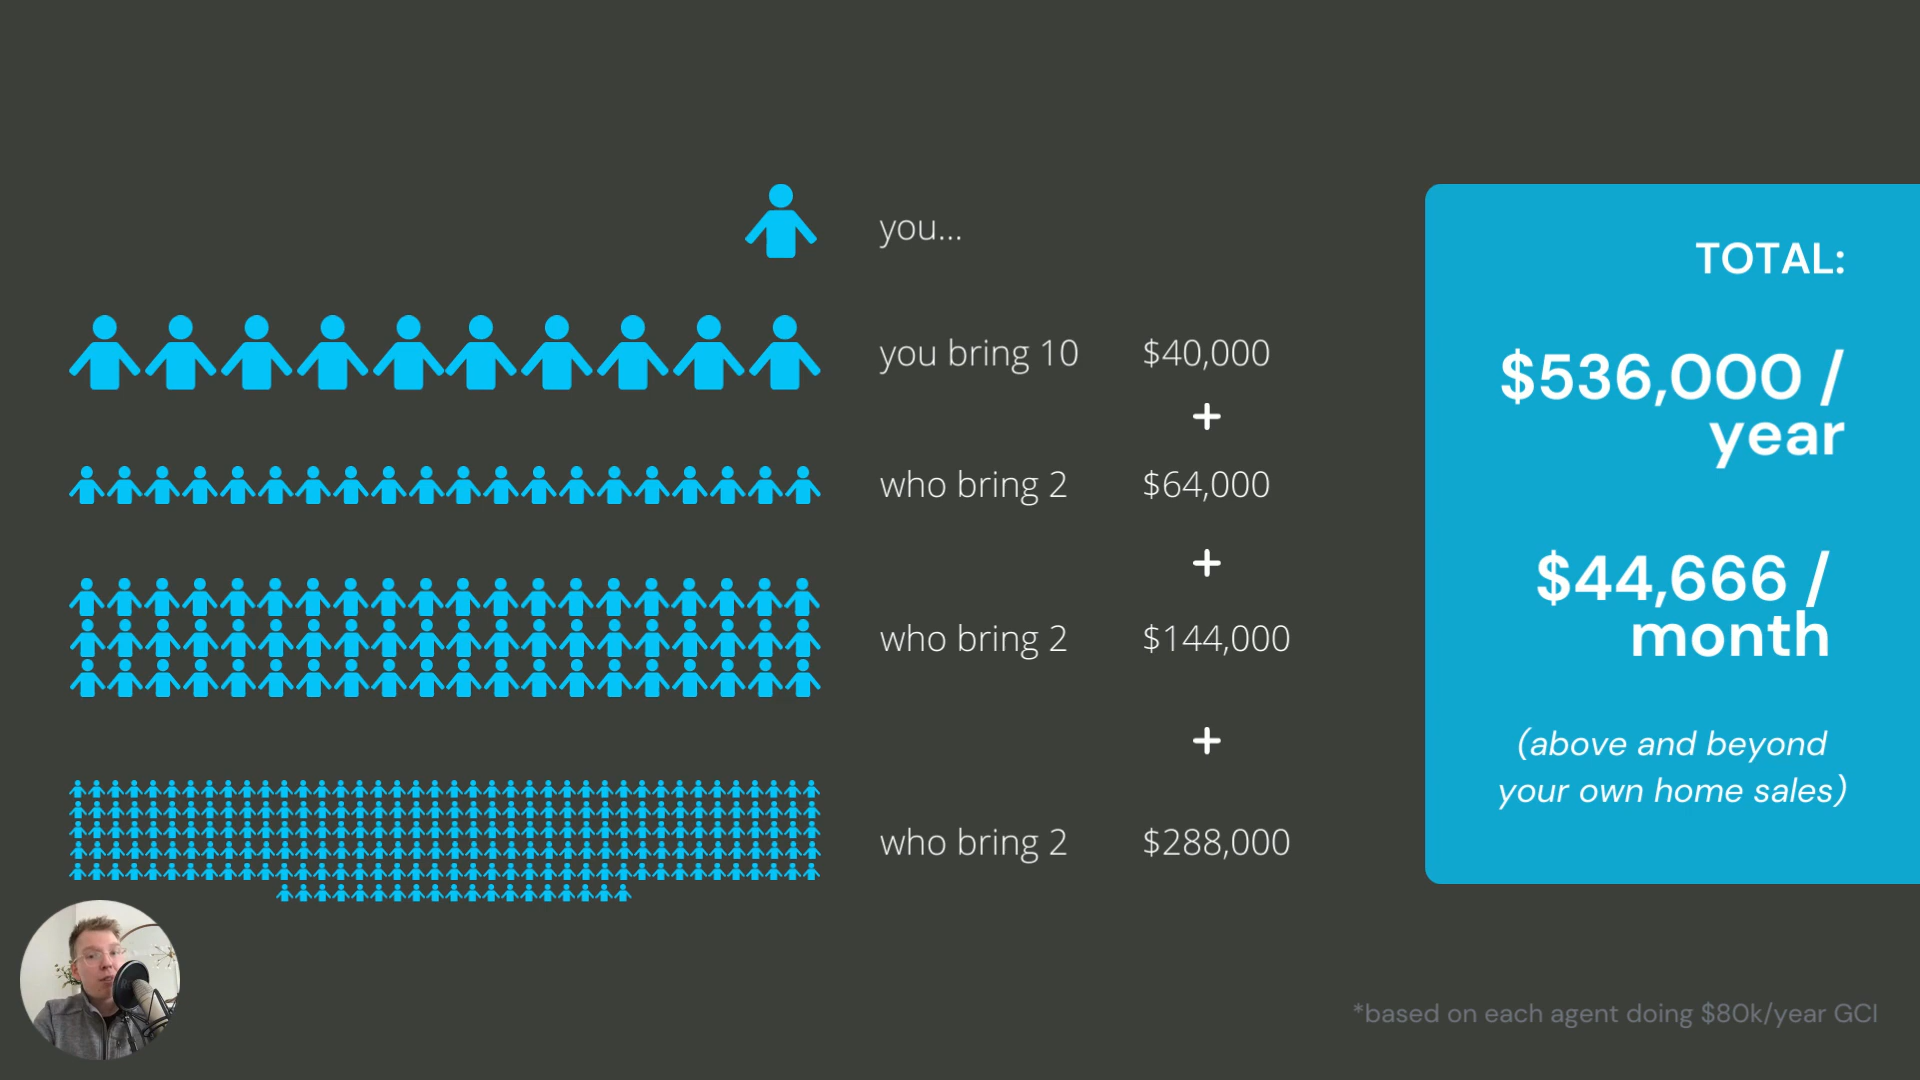 you...
you bring 10 $40,000
+
who bring 2 $64,000
+
who bring 2 $144,000
+
who bring 2 $288,000
TOTAL:
$536,000 /
year
$44,666 /
month
(above and beyond
your own home sales)
*based on each agent doing $80k/year GCI